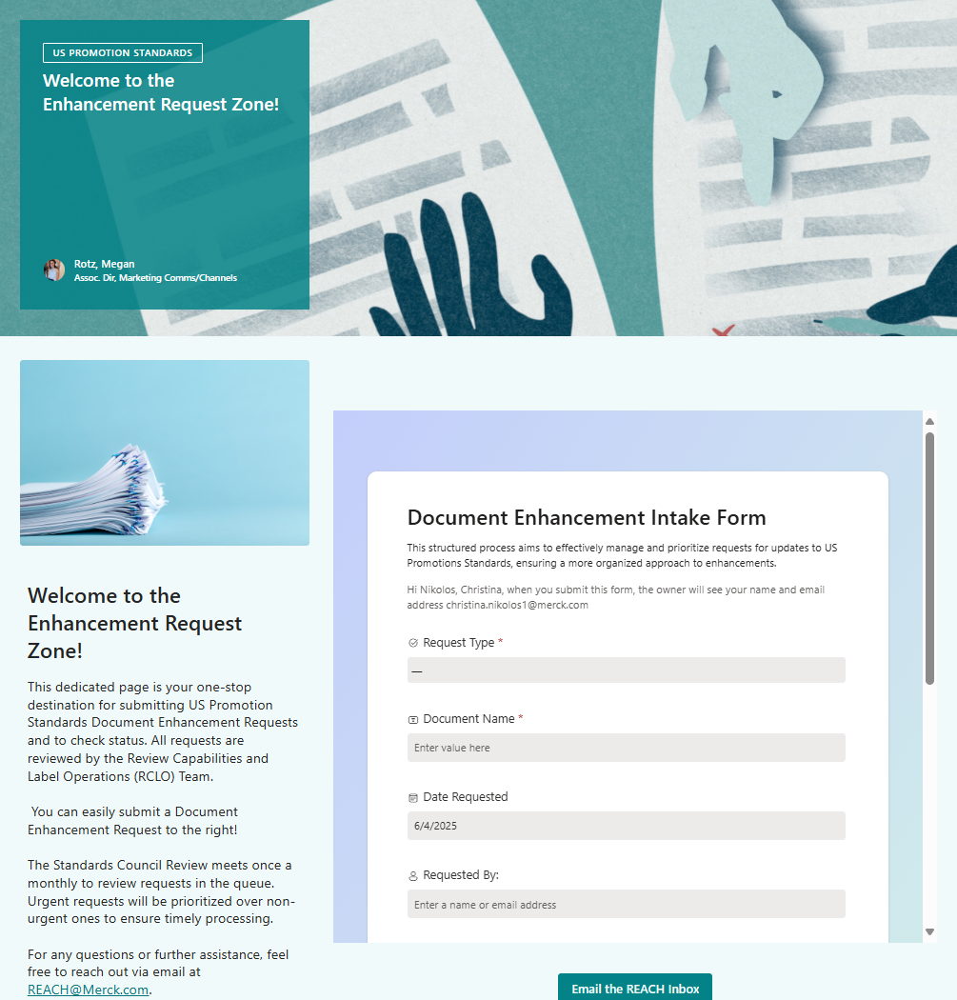 US PROMOTION STANDARDS
Welcome to the
Enhancement Request Zone!
Rotz, Megan
Assoc. Dir, Marketing Comms/Channels
Welcome to the
Enhancement Request
Zone!
This dedicated page is your one-stop
destination for submitting US Promotion
Standards Document Enhancement Requests
and to check status. All requests are
reviewed by the Review Capabilities and
Label Operations (RCLO) Team.
You can easily submit a Document
Enhancement Request to the right!
The Standards Council Review meets once a
monthly to review requests in the queue.
Urgent requests will be prioritized over non-
urgent ones to ensure timely processing.
For any questions or further assistance, feel
free to reach out via email at
REACH@Merck.com.
Document Enhancement Intake Form
This structured process aims to effectively manage and prioritize requests for updates to US
Promotions Standards, ensuring a more organized approach to enhancements.
Hi Nikolos, Christina, when you submit this form, the owner will see your name and email
address christina.nikolos1@merck.com
Request Type *
—
Document Name *
Enter value here
Date Requested
6/4/2025
Requested By:
Enter a name or email address
Email the REACH Inbox